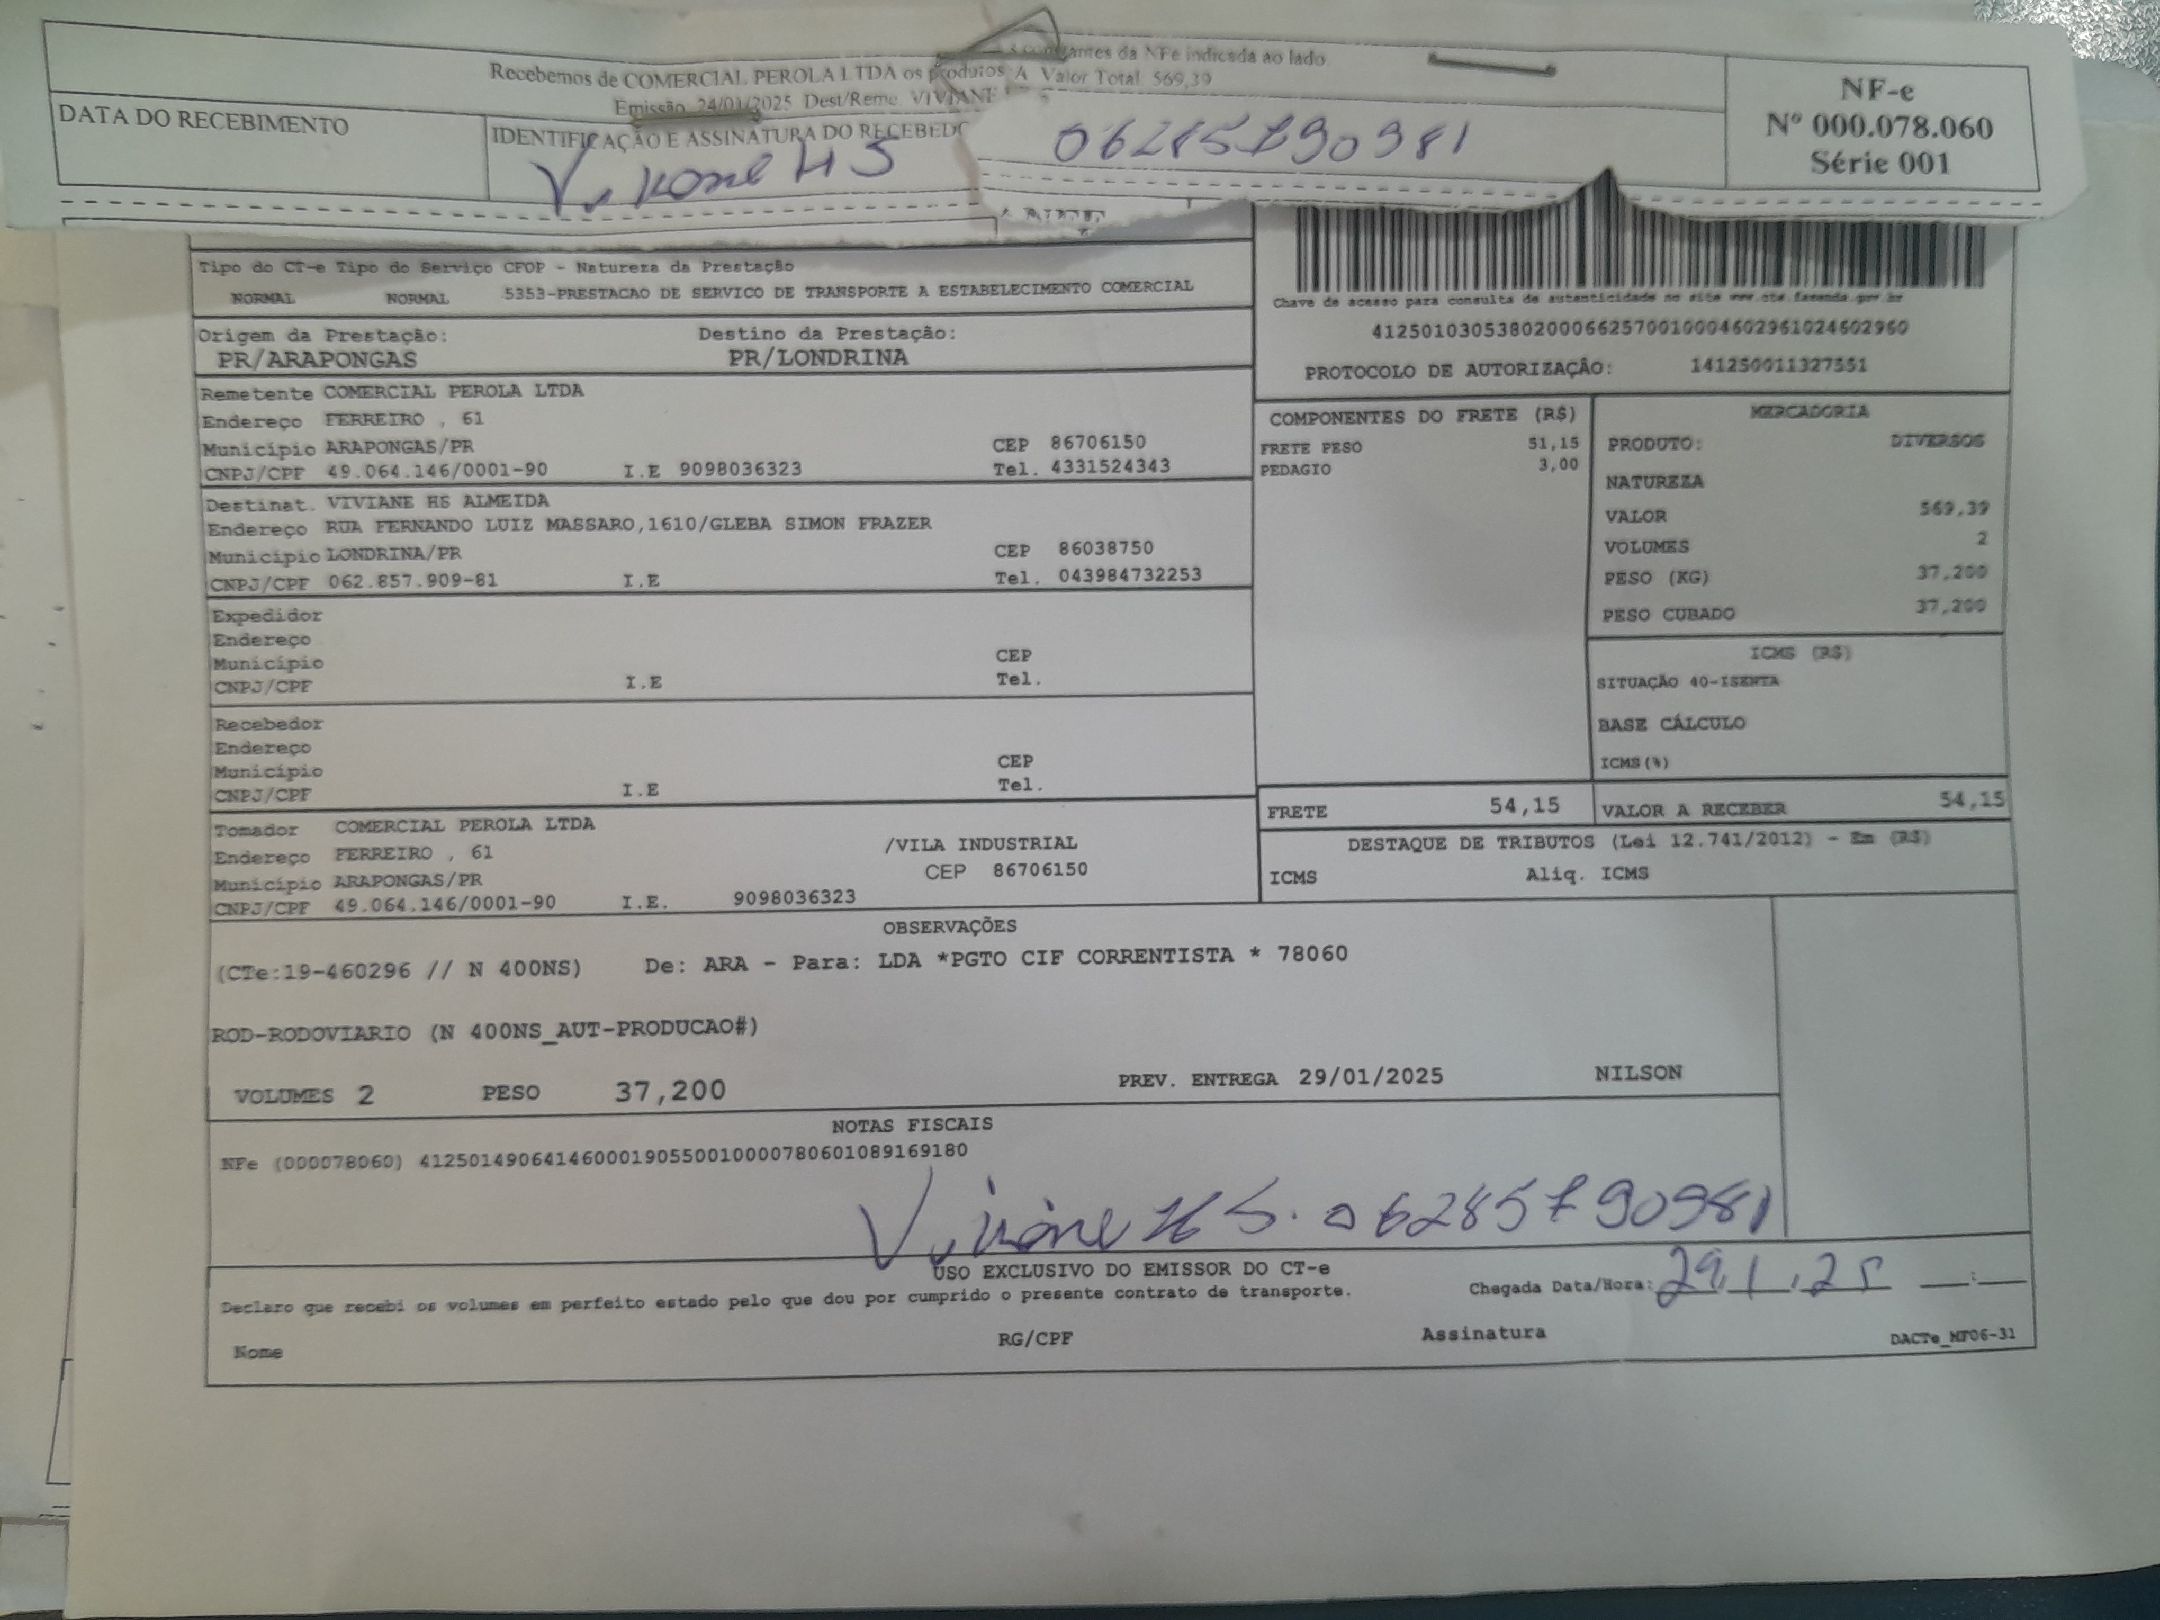 Recebemos de COMERCIAL PEROLA LTDA os produtos constantes da NFe indicada ao lado
Emissão 24/01/2025 Dest/Reme VIVIANE Valor Total 569,39
DATA DO RECEBIMENTO
IDENTIFICAÇÃO E ASSINATURA DO RECEBEDO
Viviane HS 06285790981
NF-e
Nº 000.078.060
Série 001
Tipo do CT-e Tipo do Serviço CFOP - Natureza da Prestação
NORMAL NORMAL 5353-PRESTACAO DE SERVICO DE TRANSPORTE A ESTABELECIMENTO COMERCIAL
Chave de acesso para consulta de autenticidade no site www.cte.fazenda.gov.br
41250103053802000662570010004602961024602960
PROTOCOLO DE AUTORIZAÇÃO: 141250011327551
Origem da Prestação: Destino da Prestação:
PR/ARAPONGAS PR/LONDRINA
Remetente COMERCIAL PEROLA LTDA
Endereço FERREIRO , 61
Município ARAPONGAS/PR CEP 86706150
CNPJ/CPF 49.064.146/0001-90 I.E 9098036323 Tel. 4331524343
Destinat. VIVIANE HS ALMEIDA
Endereço RUA FERNANDO LUIZ MASSARO,1610/GLEBA SIMON FRAZER
Município LONDRINA/PR CEP 86038750
CNPJ/CPF 062.857.909-81 I.E Tel. 043984732253
Expedidor
Endereço
Município CEP
CNPJ/CPF I.E Tel.
Recebedor
Endereço
Município CEP
CNPJ/CPF I.E Tel.
Tomador COMERCIAL PEROLA LTDA
Endereço FERREIRO , 61 /VILA INDUSTRIAL
Município ARAPONGAS/PR CEP 86706150
CNPJ/CPF 49.064.146/0001-90 I.E. 9098036323
COMPONENTES DO FRETE (R$)
FRETE PESO 51,15
PEDAGIO 3,00
MERCADORIA
PRODUTO: DIVERSOS
NATUREZA
VALOR 569,39
VOLUMES 2
PESO (KG) 37,200
PESO CUBADO 37,200
ICMS (R$)
SITUAÇÃO 40-ISENTA
BASE CÁLCULO
ICMS(%)
FRETE 54,15 VALOR A RECEBER 54,15
DESTAQUE DE TRIBUTOS (Lei 12.741/2012) - Em (R$)
ICMS Aliq. ICMS
OBSERVAÇÕES
(CTe:19-460296 // N 400NS) De: ARA - Para: LDA *PGTO CIF CORRENTISTA * 78060
ROD-RODOVIARIO (N 400NS_AUT-PRODUCAO#)
VOLUMES 2 PESO 37,200 PREV. ENTREGA 29/01/2025 NILSON
NOTAS FISCAIS
NFe (000078060) 41250149064146000190550010000780601089169180
Viviane HS. 06285790981
USO EXCLUSIVO DO EMISSOR DO CT-e
Declaro que recebi os volumes em perfeito estado pelo que dou por cumprido o presente contrato de transporte.
Chegada Data/Hora: 29/1/25 __:__
Nome RG/CPF Assinatura DACTe_MT06-31